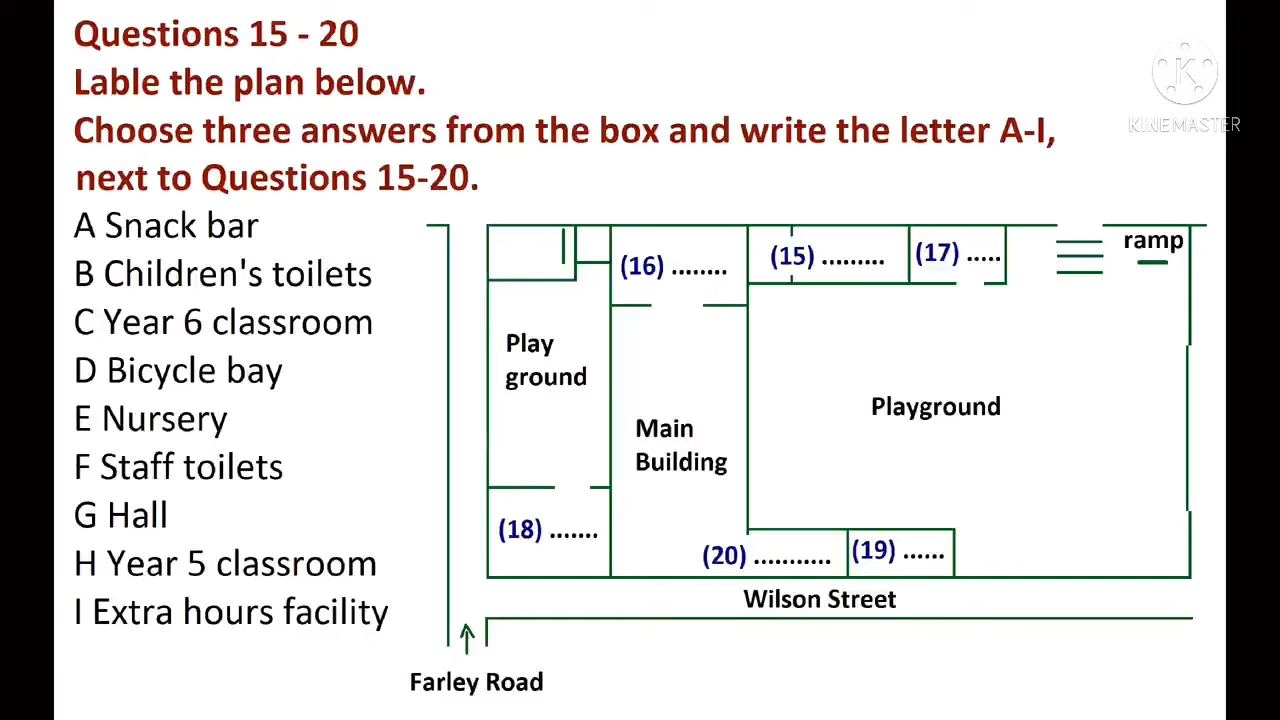 Questions 15 - 20
Lable the plan below.
Choose three answers from the box and write the letter A-I,
next to Questions 15-20.
KINEMASTER
A Snack bar
B Children's toilets
C Year 6 classroom
D Bicycle bay
E Nursery
F Staff toilets
G Hall
H Year 5 classroom
I Extra hours facility
ramp
(16) ........
(15) .........
(17) .....
Play
ground
Playground
Main
Building
(18) .......
(20) ...........
(19) ......
Wilson Street
Farley Road